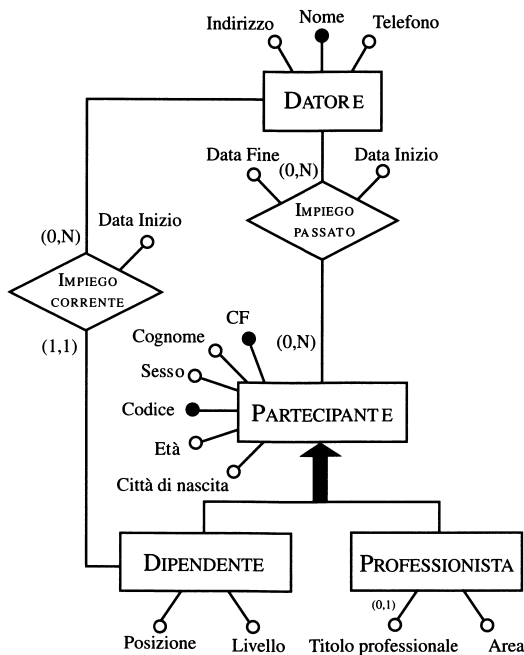 Indirizzo
Nome
Telefono
DATORE
Data Fine
(0,N)
Data Inizio
IMPIEGO
PASSATO
(0,N)
Data Inizio
IMPIEGO
CORRENTE
(1,1)
CF
(0,N)
Cognome
Sesso
Codice
PARTECIPANTE
Età
Città di nascita
DIPENDENTE
PROFESSIONISTA
(0,1)
Posizione
Livello
Titolo professionale
Area